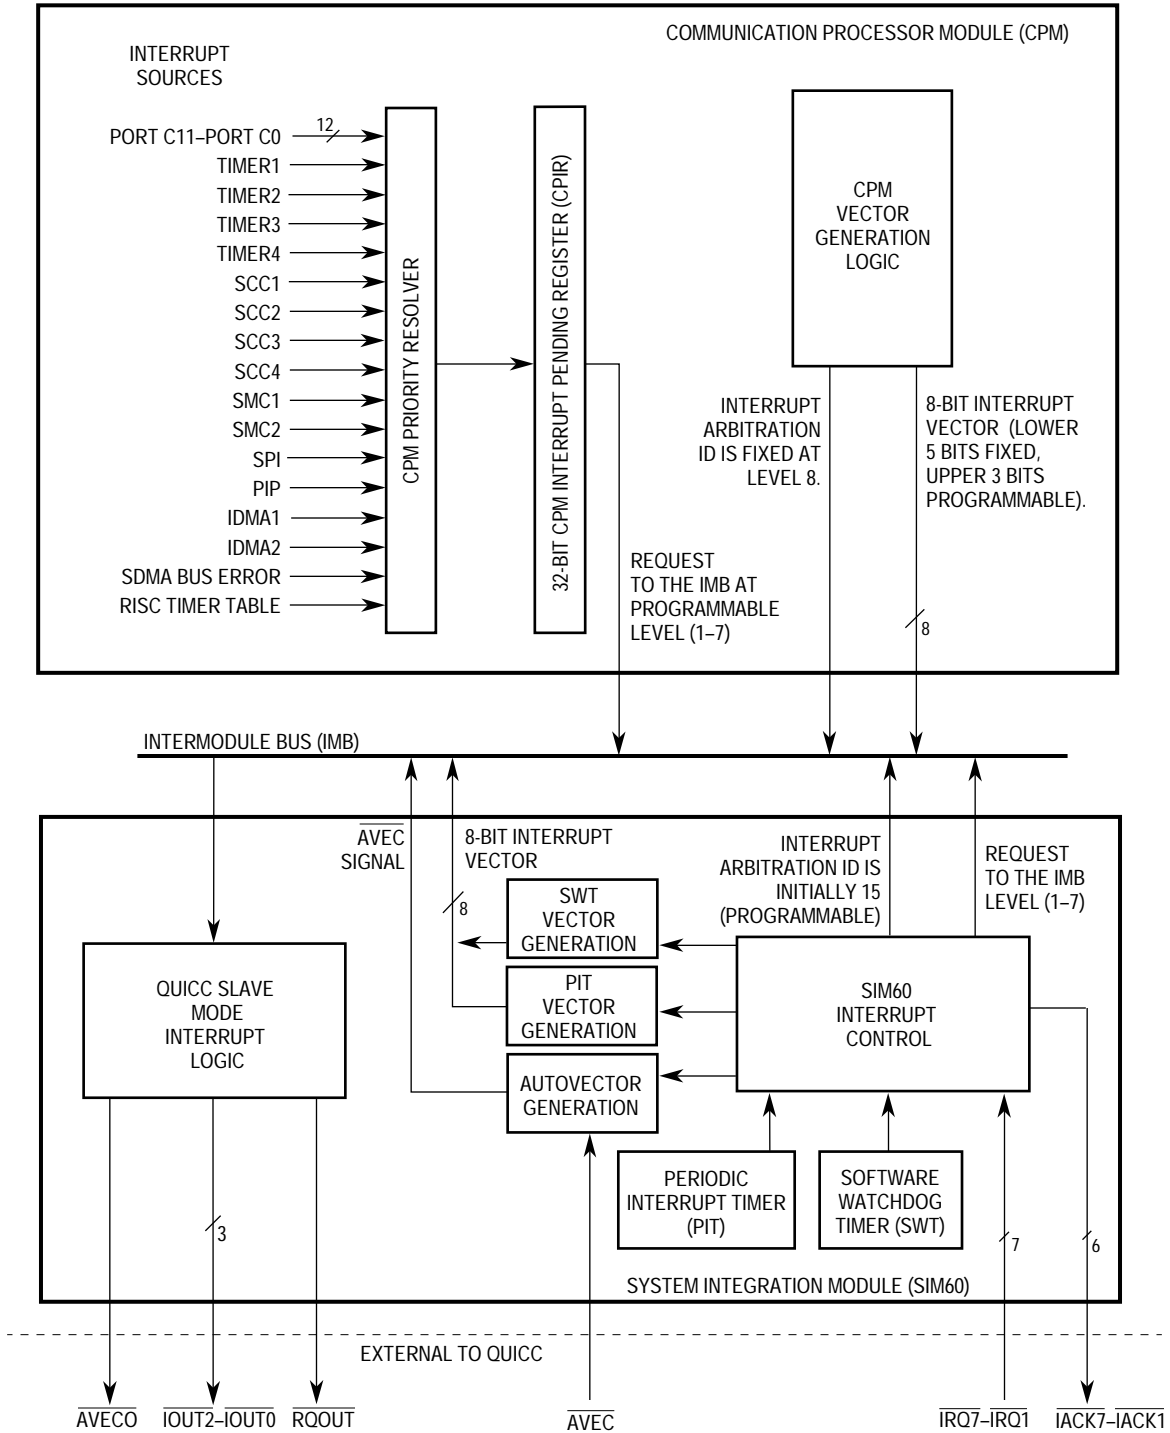 COMMUNICATION PROCESSOR MODULE (CPM)
INTERRUPT
SOURCES
PORT C11–PORT C0
12
TIMER1
TIMER2
TIMER3
TIMER4
SCC1
SCC2
SCC3
SCC4
SMC1
SMC2
SPI
PIP
IDMA1
IDMA2
SDMA BUS ERROR
RISC TIMER TABLE
CPM PRIORITY RESOLVER
32-BIT CPM INTERRUPT PENDING REGISTER (CPIR)
REQUEST
TO THE IMB AT
PROGRAMMABLE
LEVEL (1–7)
CPM
VECTOR
GENERATION
LOGIC
INTERRUPT
ARBITRATION
ID IS FIXED AT
LEVEL 8.
8-BIT INTERRUPT
VECTOR (LOWER
5 BITS FIXED,
UPPER 3 BITS
PROGRAMMABLE).
8
INTERMODULE BUS (IMB)
AVEC
SIGNAL
8-BIT INTERRUPT
VECTOR
8
INTERRUPT
ARBITRATION ID IS
INITIALLY 15
(PROGRAMMABLE)
REQUEST
TO THE IMB
LEVEL (1–7)
QUICC SLAVE
MODE
INTERRUPT
LOGIC
SWT
VECTOR
GENERATION
PIT
VECTOR
GENERATION
AUTOVECTOR
GENERATION
SIM60
INTERRUPT
CONTROL
PERIODIC
INTERRUPT TIMER
(PIT)
SOFTWARE
WATCHDOG
TIMER (SWT)
3
7
6
SYSTEM INTEGRATION MODULE (SIM60)
EXTERNAL TO QUICC
AVECO
IOUT2–IOUT0
RQOUT
AVEC
IRQ7–IRQ1
IACK7–IACK1